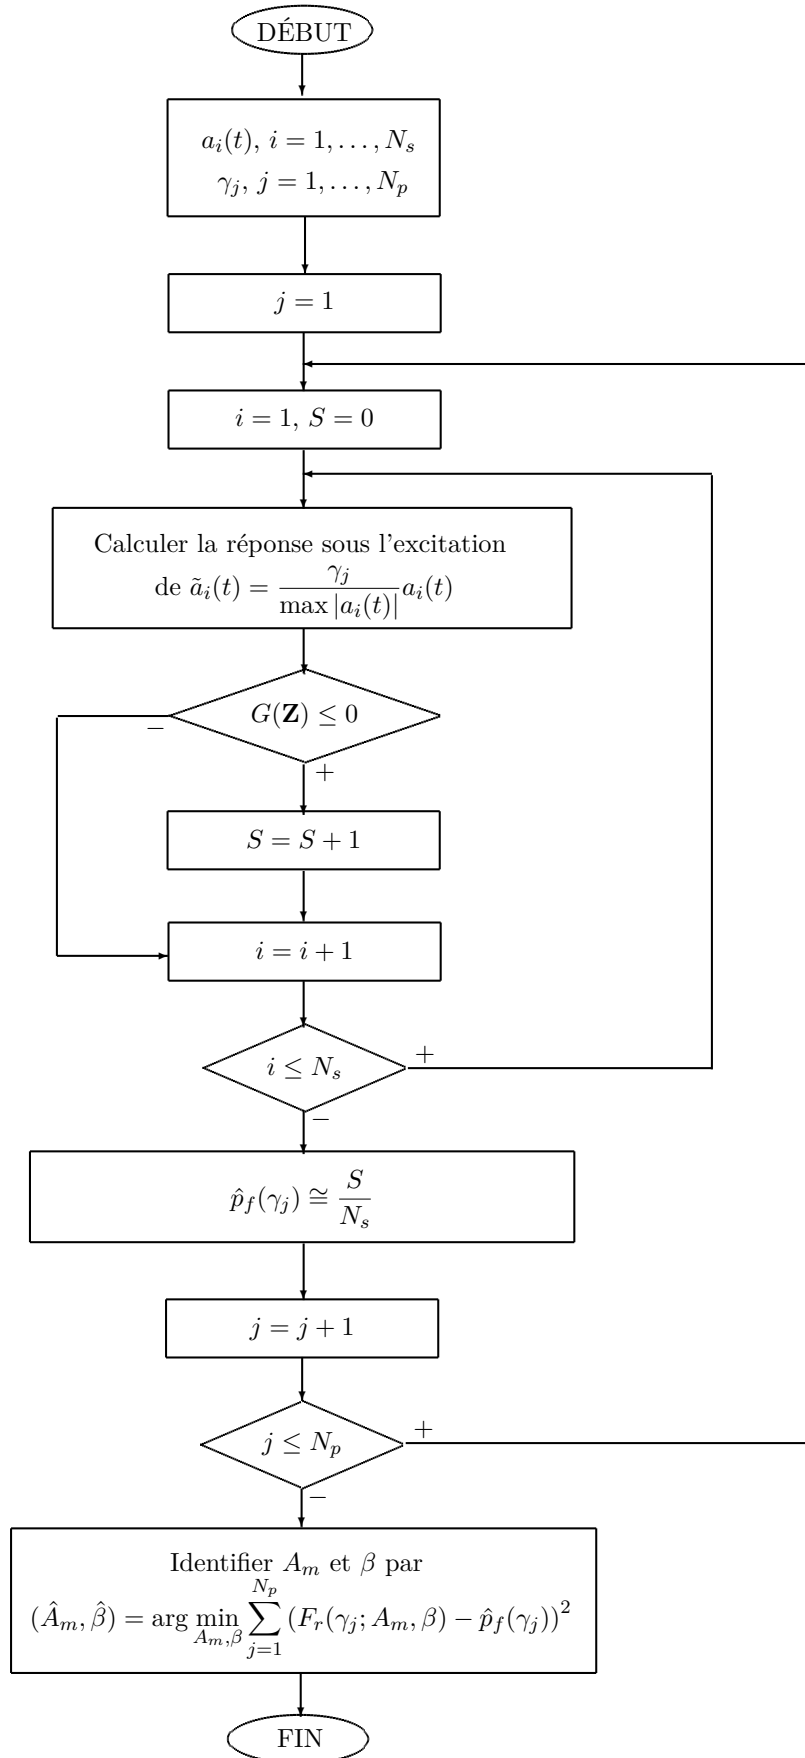 DÉBUT
a_i(t), i = 1, . . . , N_s
γ_j, j = 1, . . . , N_p
j = 1
i = 1, S = 0
Calculer la réponse sous l'excitation
de ã_i(t) = \frac{γ_j}{max |a_i(t)|} a_i(t)
G(𝐙) ≤ 0
−
+
S = S + 1
i = i + 1
i ≤ N_s
+
−
p̂_f(γ_j) ≅ \frac{S}{N_s}
j = j + 1
j ≤ N_p
+
−
Identifier A_m et β par
(Â_m, β̂) = arg min_{A_m,β} ∑_{j=1}^{N_p} (F_r(γ_j; A_m, β) − p̂_f(γ_j))^2
FIN